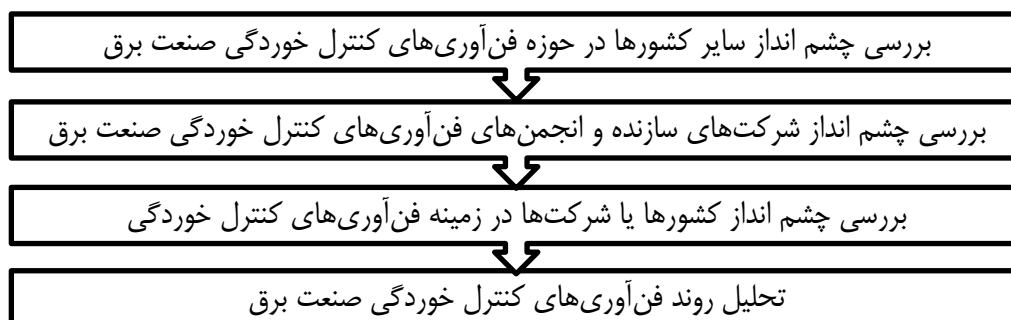 بررسی چشم انداز سایر کشورها در حوزه فن‌آوری‌های کنترل خوردگی صنعت برق
بررسی چشم انداز شرکت‌های سازنده و انجمن‌های فن‌آوری‌های کنترل خوردگی صنعت برق
بررسی چشم انداز کشورها یا شرکت‌ها در زمینه فن‌آوری‌های کنترل خوردگی
تحلیل روند فن‌آوری‌های کنترل خوردگی صنعت برق